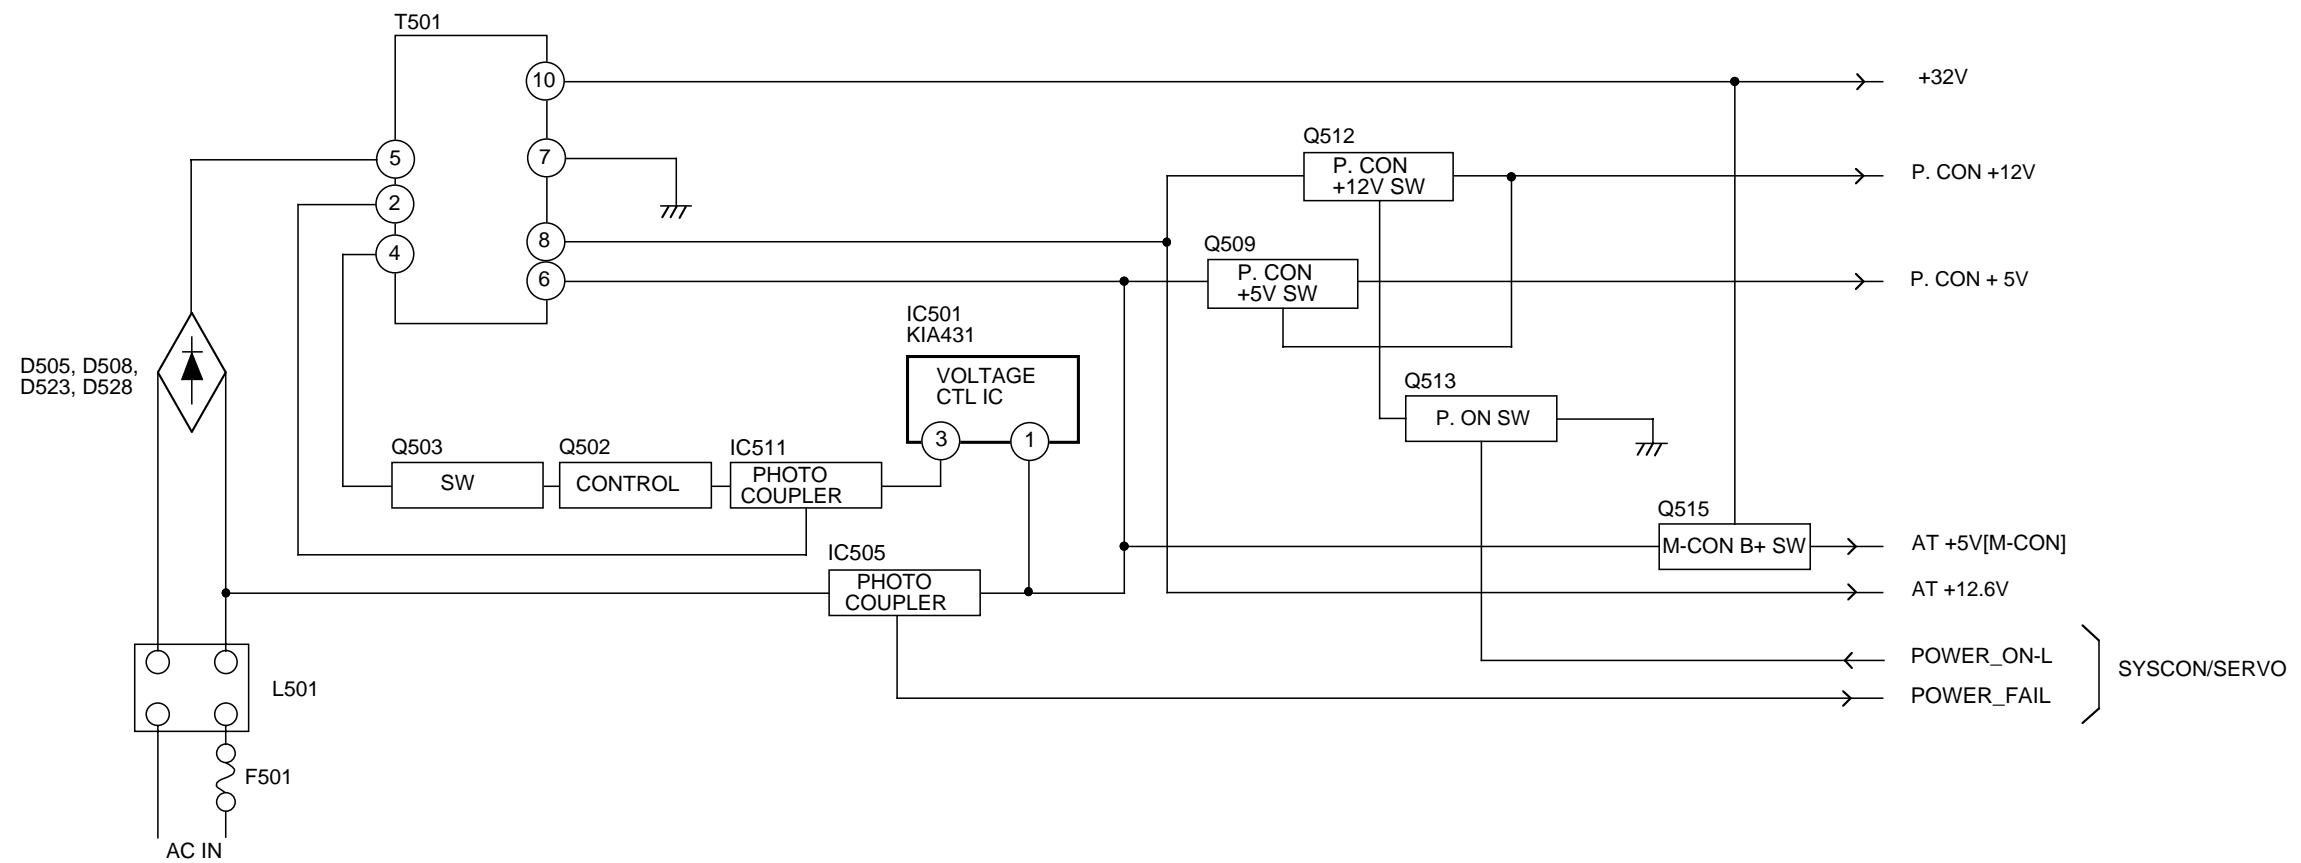 T501
10
+32V
Q512
P. CON
+12V SW
P. CON +12V
5
7
2
8
4
6
Q509
P. CON
+5V SW
P. CON + 5V
IC501
KIA431
VOLTAGE
CTL IC
3
1
D505, D508,
D523, D528
Q513
P. ON SW
Q503
SW
Q502
CONTROL
IC511
PHOTO
COUPLER
Q515
M-CON B+ SW
AT +5V[M-CON]
IC505
PHOTO
COUPLER
AT +12.6V
POWER_ON-L
POWER_FAIL
SYSCON/SERVO
L501
F501
AC IN